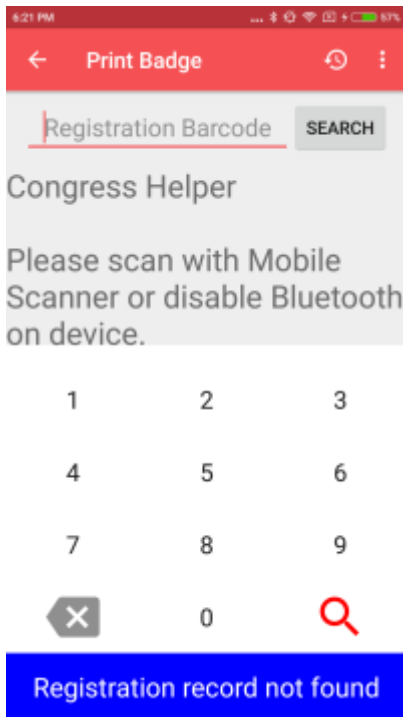 6:21 PM ... 57%
Print Badge
Registration Barcode SEARCH
Congress Helper
Please scan with Mobile
Scanner or disable Bluetooth
on device.
1 2 3
4 5 6
7 8 9
0
Registration record not found